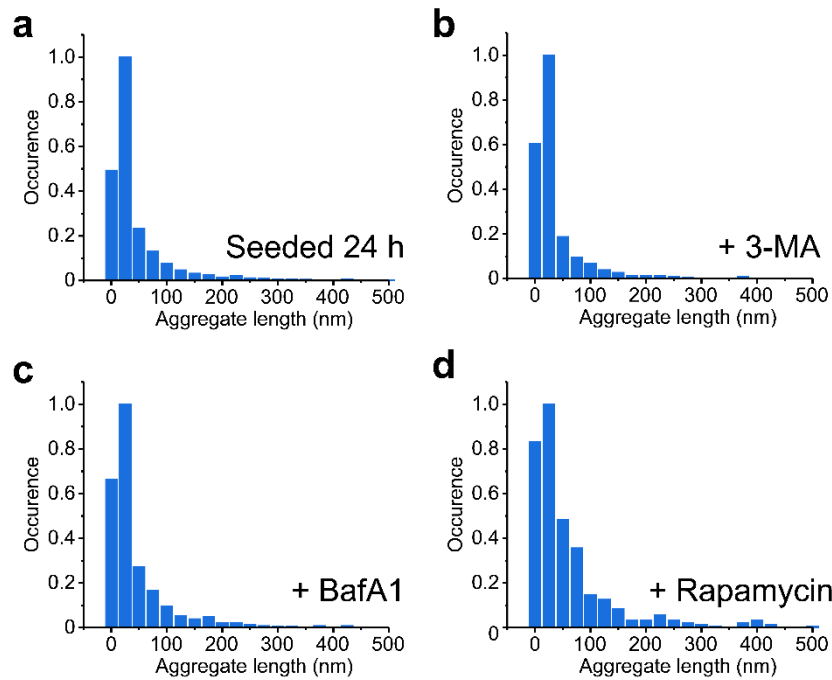 a
1.0
0.8
0.6
0.4
0.2
0
Occurence
Seeded 24 h
0 100 200 300 400 500
Aggregate length (nm)
b
1.0
0.8
0.6
0.4
0.2
0
Occurence
+ 3-MA
0 100 200 300 400 500
Aggregate length (nm)
c
1.0
0.8
0.6
0.4
0.2
0
Occurence
+ BafA1
0 100 200 300 400 500
Aggregate length (nm)
d
1.0
0.8
0.6
0.4
0.2
0
Occurence
+ Rapamycin
0 100 200 300 400 500
Aggregate length (nm)